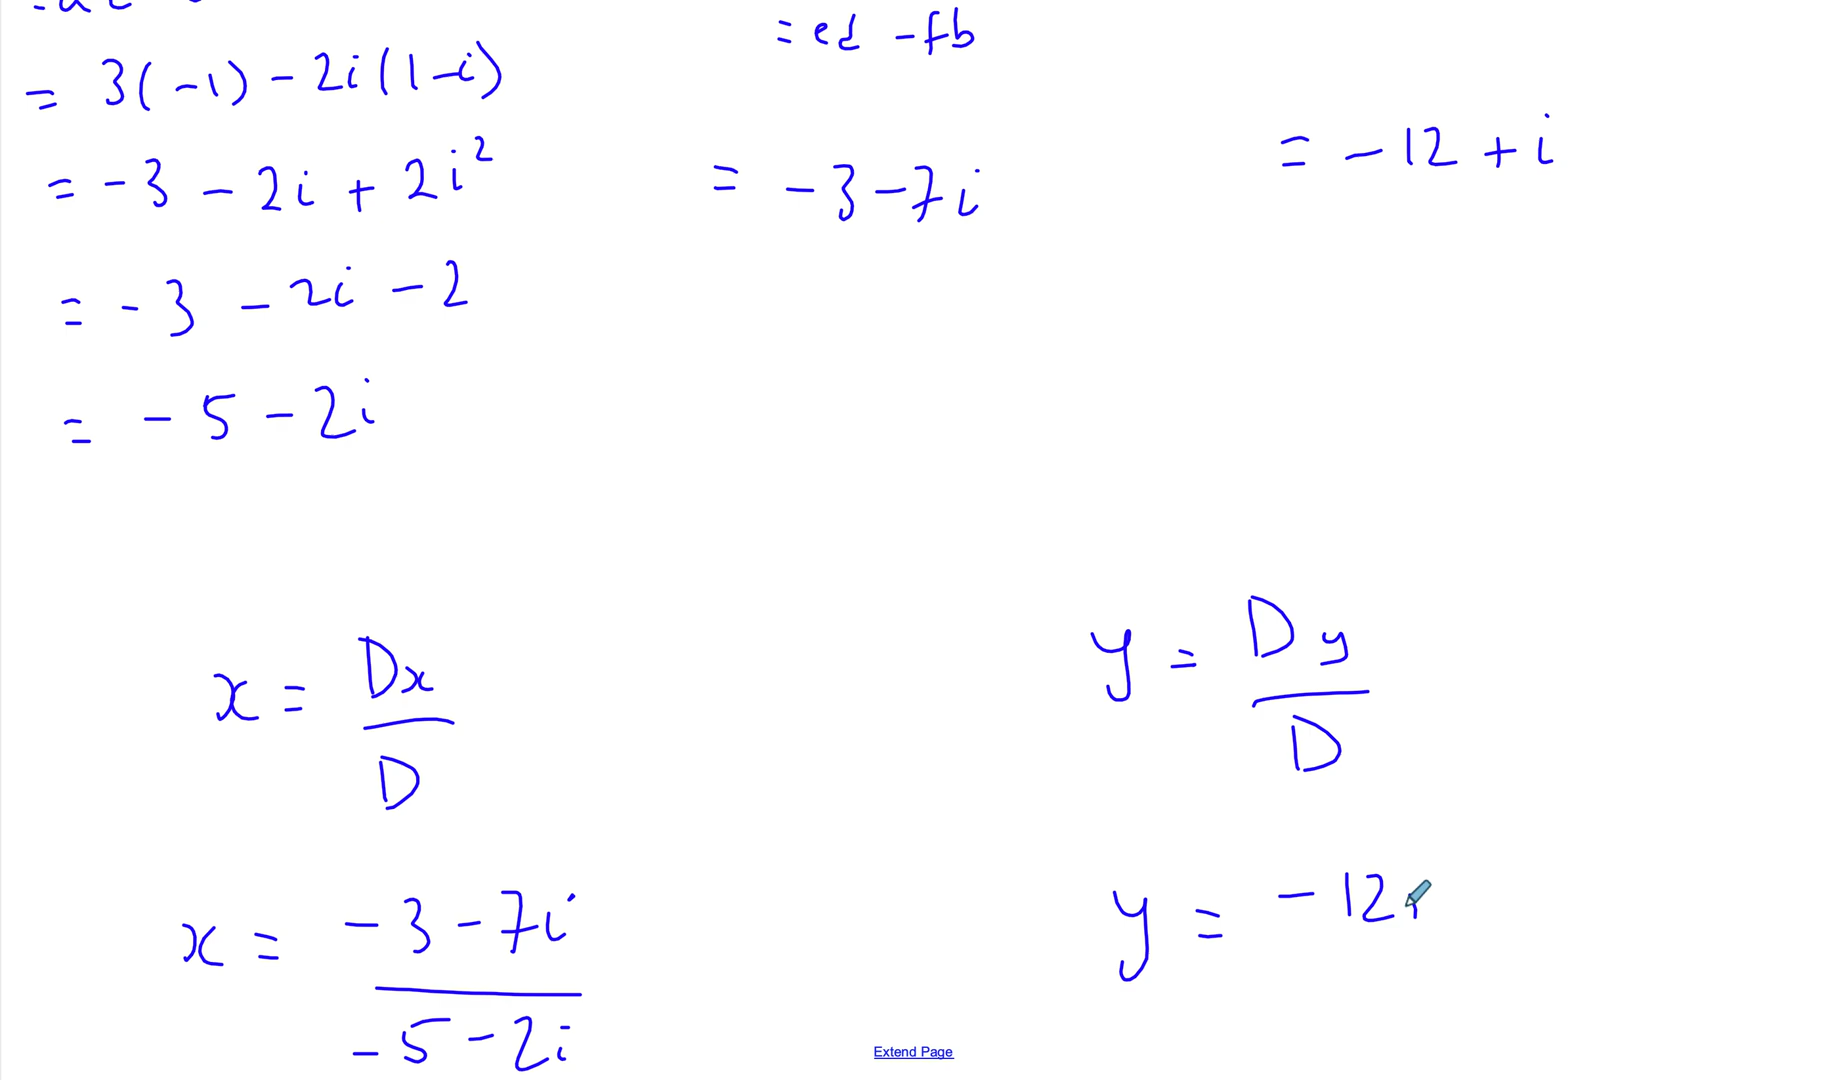 = 3(-1) - 2i(1-i)
= -3 - 2i + 2i²
= -3 - 2i - 2
= -5 - 2i
= ed - fb
= -3 - 7i
= -12 + i
x = Dx / D
x = -3 - 7i / -5 - 2i
y = Dy / D
y = -12
Extend Page